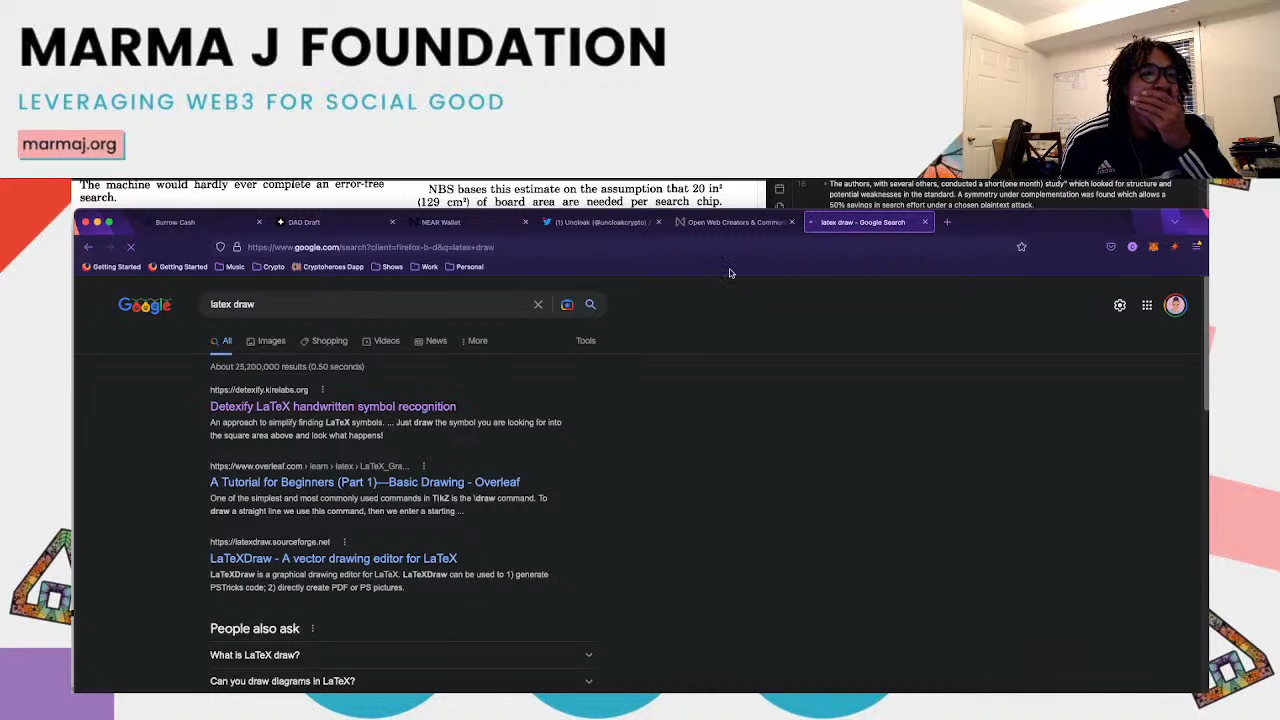 MARMA J FOUNDATION
LEVERAGING WEB3 FOR SOCIAL GOOD
marmaj.org
The machine would hardly ever complete an error-free
search.
NBS bases this estimate on the assumption that 20 in²
(129 cm²) of board area are needed per search chip.
18
The authors, with several others, conducted a short(one month) study" which looked for structure and
potential weaknesses in the standard. A symmetry under complementation was found which allows a
50% savings in search effort under a chosen plaintext attack.
Burrow Cash
DAO Draft
NEAR Wallet
(1) Uncloak (@uncloakcrypto) /
Open Web Creators & Commu
latex draw - Google Search
https://www.google.com/search?client=firefox-b-d&q=latex+draw
Getting Started
Getting Started
Music
Crypto
Cryptoheroes Dapp
Shows
Work
Personal
Google
latex draw
All
Images
Shopping
Videos
News
More
Tools
About 25,200,000 results (0.50 seconds)
https://detexify.kirelabs.org
Detexify LaTeX handwritten symbol recognition
An approach to simplify finding LaTeX symbols. ... Just draw the symbol you are looking for into
the square area above and look what happens!
https://www.overleaf.com › learn › latex › LaTeX_Gra...
A Tutorial for Beginners (Part 1)—Basic Drawing - Overleaf
One of the simplest and most commonly used commands in TikZ is the \draw command. To
draw a straight line we use this command, then we enter a starting ...
https://latexdraw.sourceforge.net
LaTeXDraw - A vector drawing editor for LaTeX
LaTeXDraw is a graphical drawing editor for LaTeX. LaTeXDraw can be used to 1) generate
PSTricks code; 2) directly create PDF or PS pictures.
People also ask
What is LaTeX draw?
Can you draw diagrams in LaTeX?